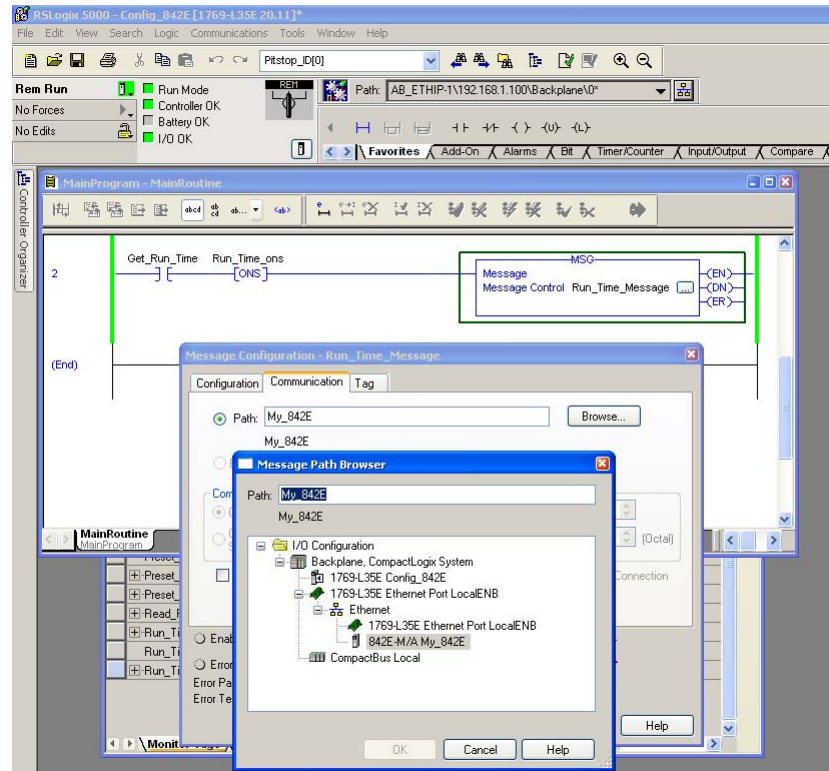 RSLogix 5000 - Config_842E [1769-L35E 20.11]*
File Edit View Search Logic Communications Tools Window Help
Pitstop_ID[0]
Rem Run
Run Mode
REM
Path: AB_ETHIP-1\192.168.1.100\Backplane\0*
No Forces
Controller OK
No Edits
Battery OK
I/O OK
Favorites Add-On Alarms Bit Timer/Counter Input/Output Compare
Controller Organizer
MainProgram - MainRoutine
2
Get_Run_Time Run_Time_ons
ONS
MSG
Message
Message Control Run_Time_Message ...
EN
DN
ER
(End)
Message Configuration - Run_Time_Message
Configuration Communication Tag
Path: My_842E Browse...
My_842E
Message Path Browser
Path: My_842E
My_842E
(Octal)
Connection
I/O Configuration
Backplane, CompactLogix System
1769-L35E Config_842E
1769-L35E Ethernet Port LocalENB
Ethernet
1769-L35E Ethernet Port LocalENB
842E-M/A My_842E
CompactBus Local
MainRoutine
MainProgram
Preset_
Preset_
Read_
Run_Ti
Run_Ti
Run_Ti
Enab
Error
Error Pa
Error Te
Help
OK Cancel Help